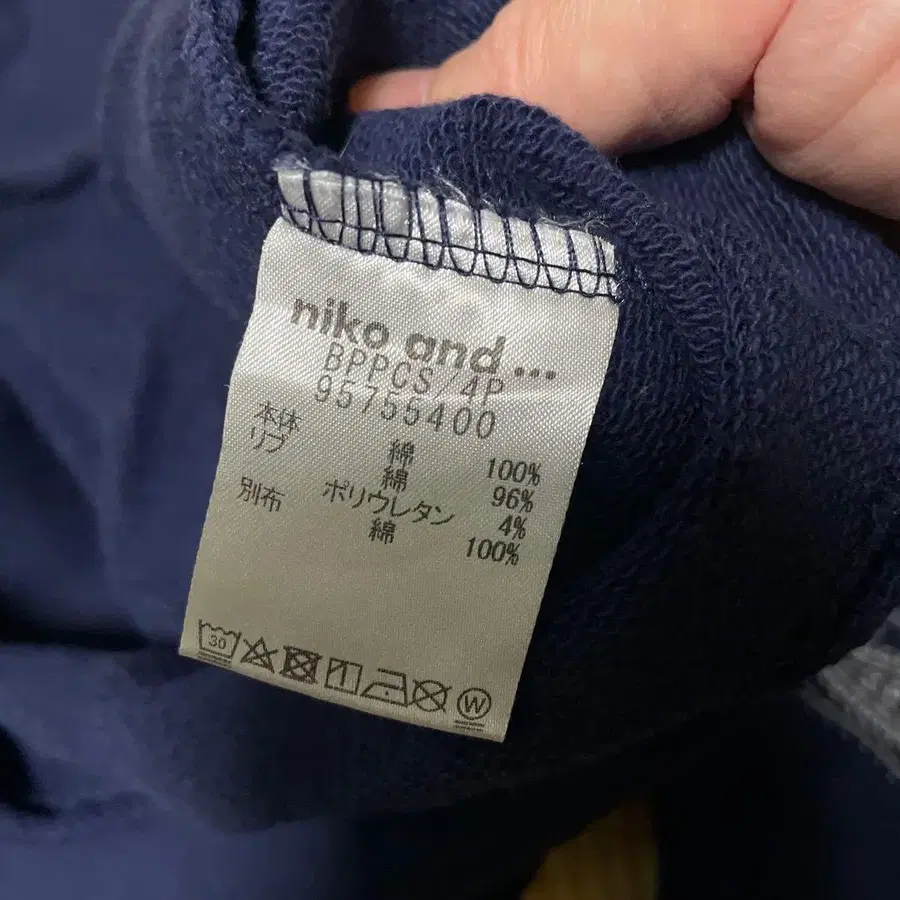 niko and ...
BPPCS/4P
95755400
本体 綿 100%
リブ 綿 96%
ポリウレタン 4%
別布 綿 100%
30
W